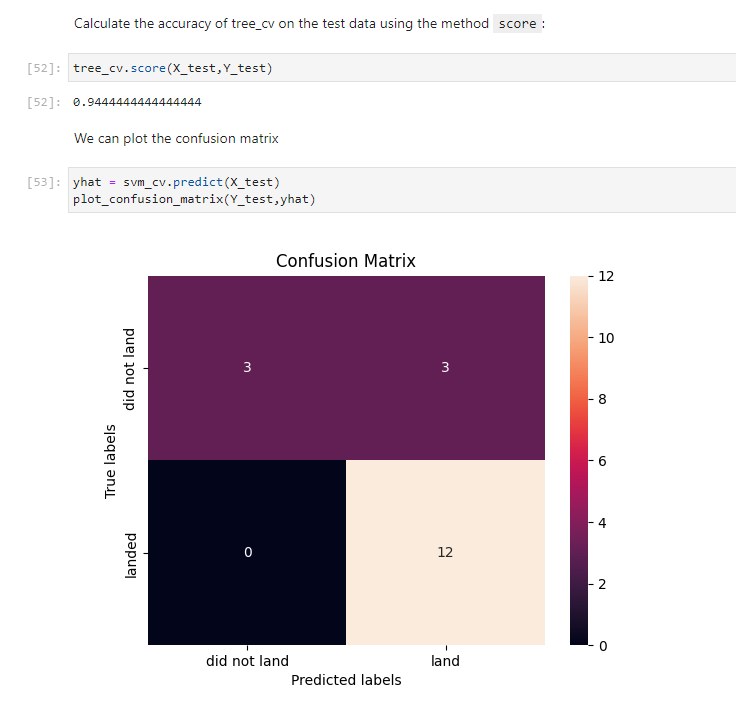 Calculate the accuracy of tree_cv on the test data using the method score:
[52]: tree_cv.score(X_test,Y_test)
[52]: 0.9444444444444444
We can plot the confusion matrix
[53]: yhat = svm_cv.predict(X_test)
plot_confusion_matrix(Y_test,yhat)
Confusion Matrix
True labels
did not land
3
3
landed
0
12
did not land
land
Predicted labels
12
10
8
6
4
2
0